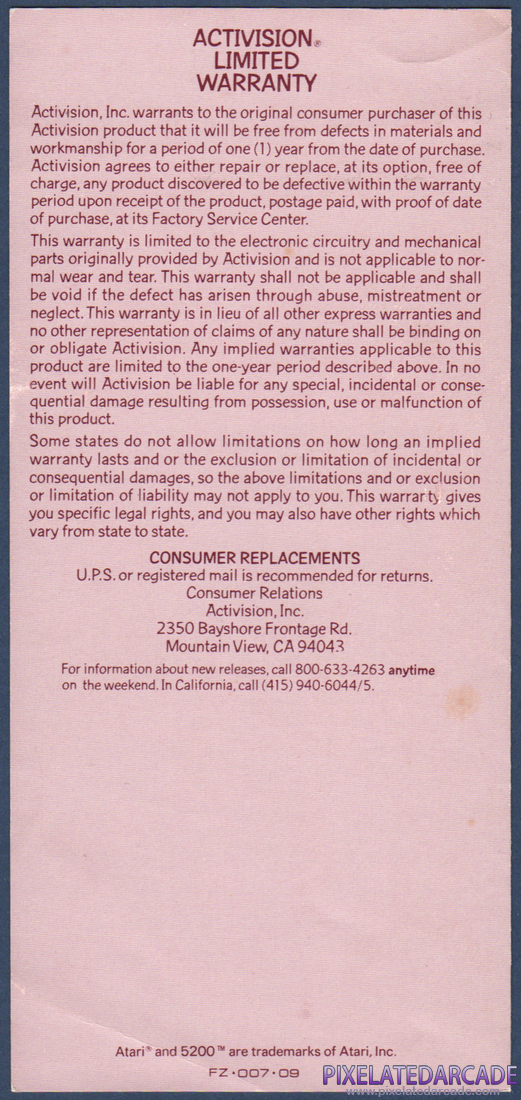 ACTIVISION®
LIMITED
WARRANTY
Activision, Inc. warrants to the original consumer purchaser of this
Activision product that it will be free from defects in materials and
workmanship for a period of one (1) year from the date of purchase.
Activision agrees to either repair or replace, at its option, free of
charge, any product discovered to be defective within the warranty
period upon receipt of the product, postage paid, with proof of date
of purchase, at its Factory Service Center.
This warranty is limited to the electronic circuitry and mechanical
parts originally provided by Activision and is not applicable to nor-
mal wear and tear. This warranty shall not be applicable and shall
be void if the defect has arisen through abuse, mistreatment or
neglect. This warranty is in lieu of all other express warranties and
no other representation of claims of any nature shall be binding on
or obligate Activision. Any implied warranties applicable to this
product are limited to the one-year period described above. In no
event will Activision be liable for any special, incidental or conse-
quential damage resulting from possession, use or malfunction of
this product.
Some states do not allow limitations on how long an implied
warranty lasts and or the exclusion or limitation of incidental or
consequential damages, so the above limitations and or exclusion
or limitation of liability may not apply to you. This warranty gives
you specific legal rights, and you may also have other rights which
vary from state to state.
CONSUMER REPLACEMENTS
U.P.S. or registered mail is recommended for returns.
Consumer Relations
Activision, Inc.
2350 Bayshore Frontage Rd.
Mountain View, CA 94043
For information about new releases, call 800-633-4263 anytime
on the weekend. In California, call (415) 940-6044/5.
Atari® and 5200™ are trademarks of Atari, Inc.
FZ·007·09
PIXELATEDARCADE
www.pixelatedarcade.com